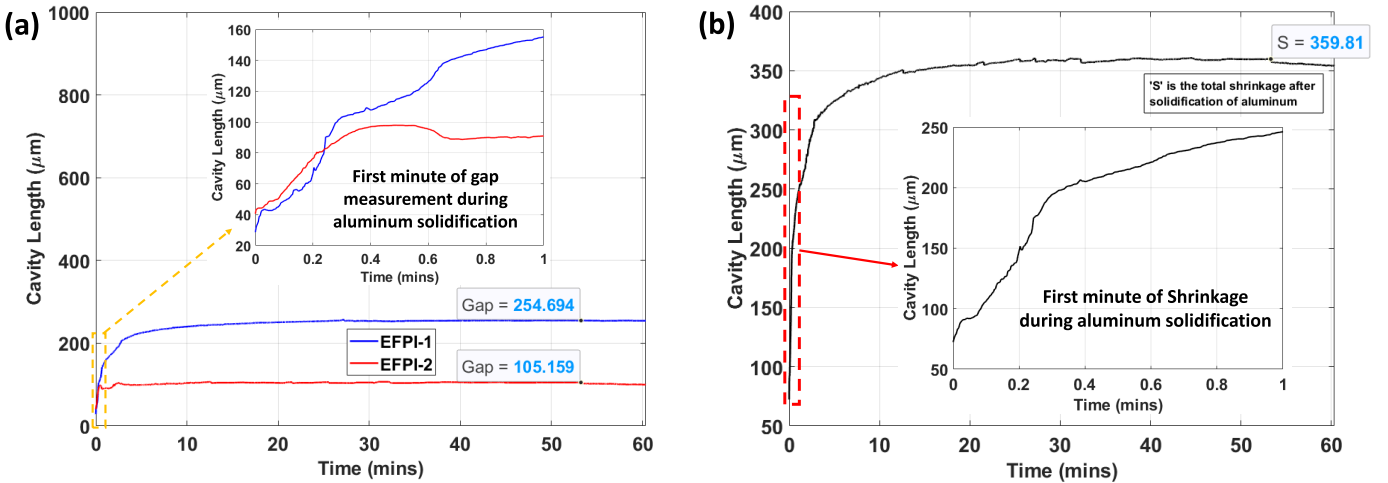 (a)
1000
800
600
400
200
0
Cavity Length (μm)
0 10 20 30 40 50 60
Time (mins)
160
140
120
100
80
60
40
20
Cavity Length (μm)
0 0.2 0.4 0.6 0.8 1
Time (mins)
First minute of gap
measurement during
aluminum solidification
Gap = 254.694
EFPI-1
EFPI-2
Gap = 105.159
(b)
400
350
300
250
200
150
100
50
Cavity Length (μm)
0 10 20 30 40 50 60
Time (mins)
S = 359.81
'S' is the total shrinkage after
solidification of aluminum
250
200
150
100
50
Cavity Length (μm)
0 0.2 0.4 0.6 0.8 1
Time (mins)
First minute of Shrinkage
during aluminum solidification